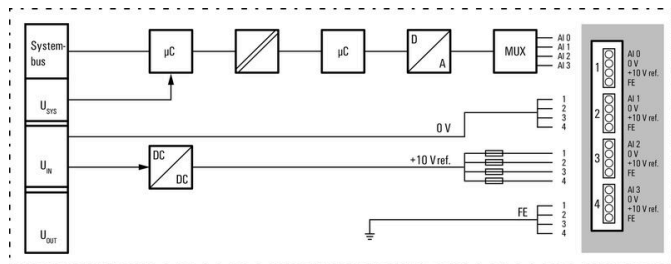 System-
bus
µC
µC
D
A
MUX
AI 0
AI 1
AI 2
AI 3
U SYS
0 V
1
2
3
4
U IN
DC
DC
+10 V ref.
1
2
3
4
FE
1
2
3
4
U OUT
1
AI 0
0 V
+10 V ref.
FE
2
AI 1
0 V
+10 V ref.
FE
3
AI 2
0 V
+10 V ref.
FE
4
AI 3
0 V
+10 V ref.
FE